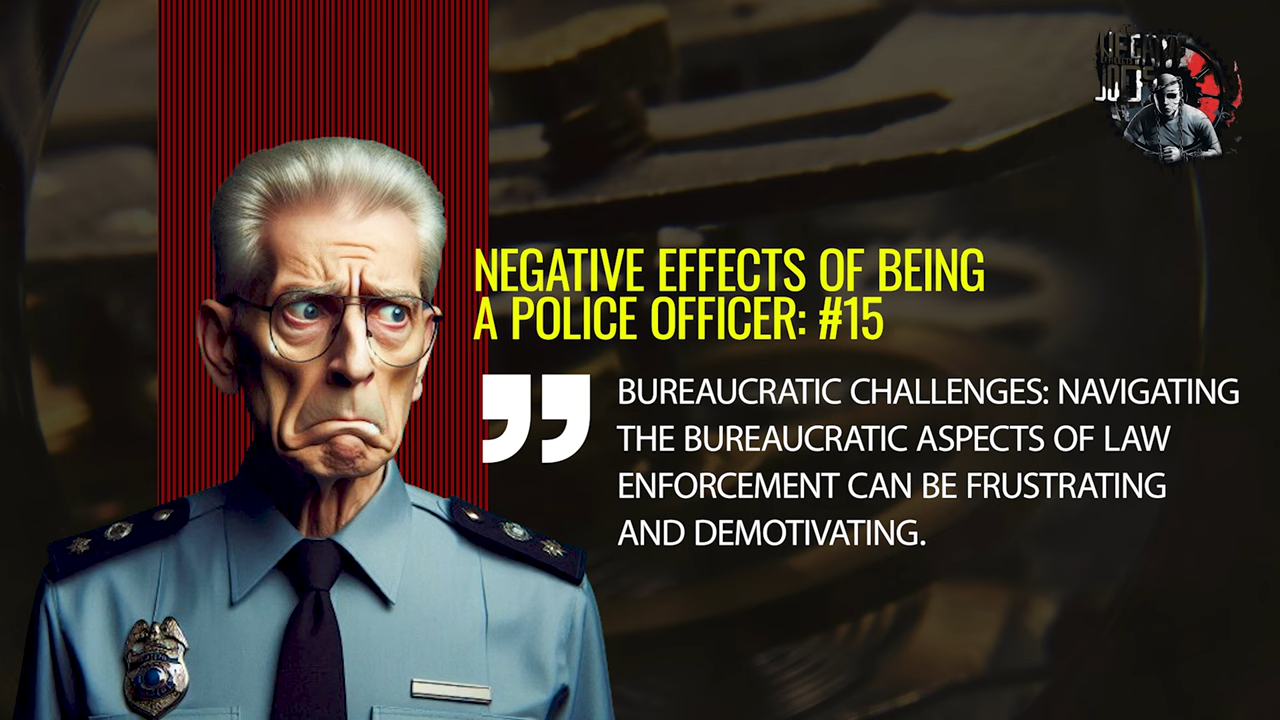 NEGATIVE EFFECTS OF BEING
A POLICE OFFICER: #15
BUREAUCRATIC CHALLENGES: NAVIGATING
THE BUREAUCRATIC ASPECTS OF LAW
ENFORCEMENT CAN BE FRUSTRATING
AND DEMOTIVATING.